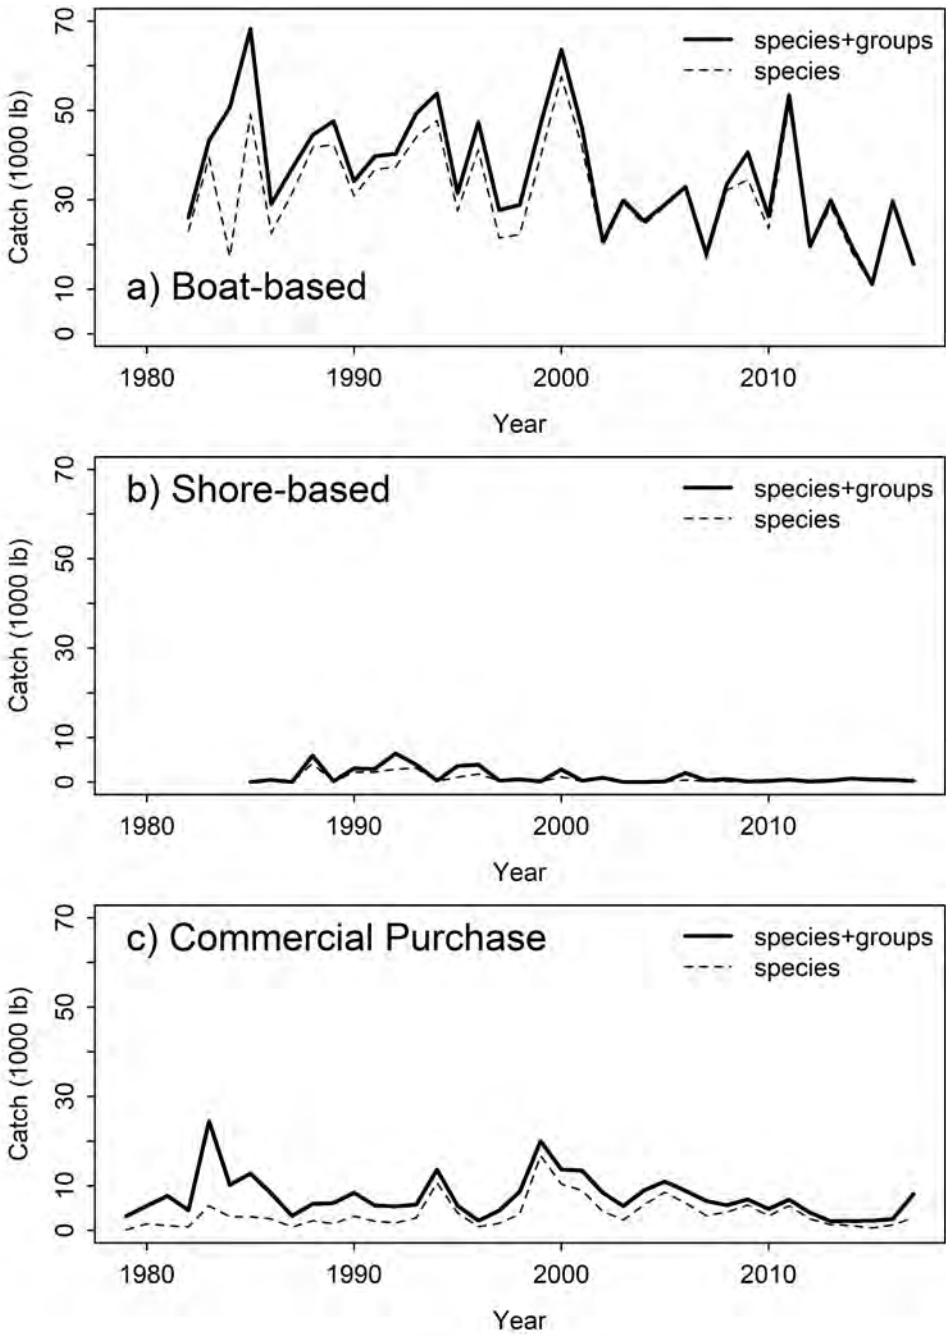 70
50
30
10
0
Catch (1000 lb)
species+groups
species
a) Boat-based
1980
1990
2000
2010
Year
70
50
30
10
0
Catch (1000 lb)
b) Shore-based
species+groups
species
1980
1990
2000
2010
Year
70
50
30
10
0
Catch (1000 lb)
c) Commercial Purchase
species+groups
species
1980
1990
2000
2010
Year